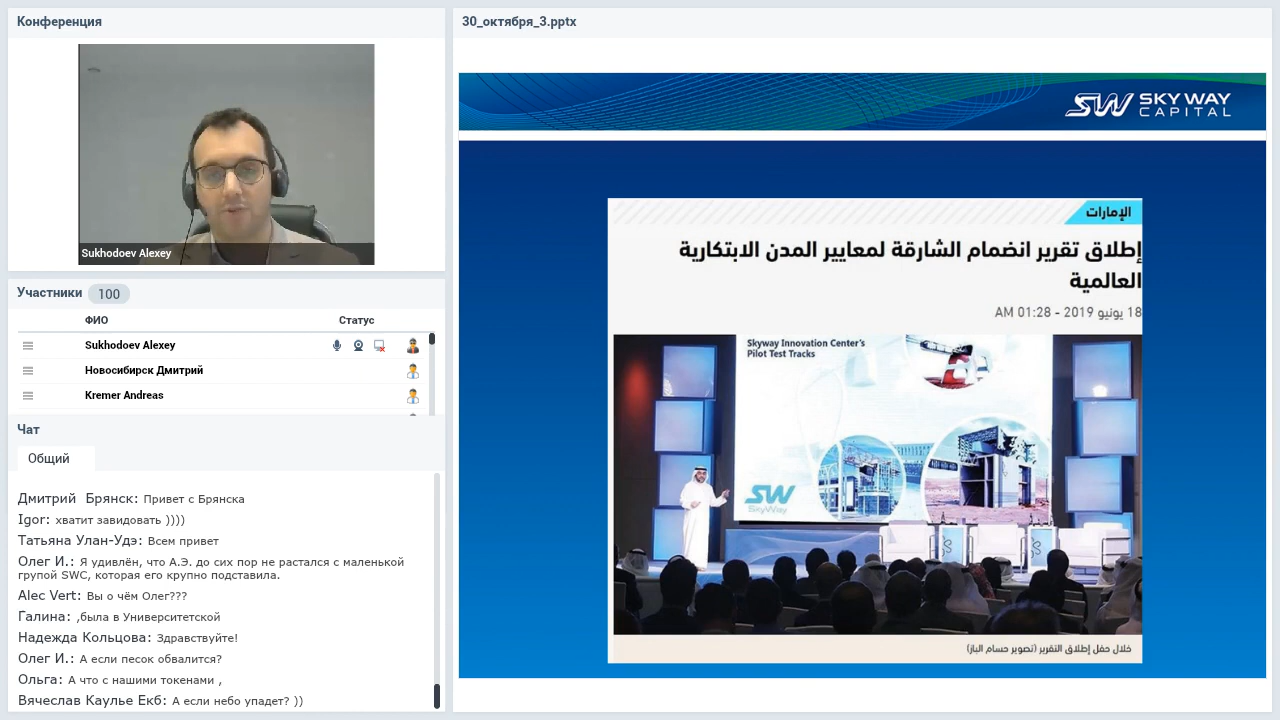 Конференция
Sukhodoev Alexey
Участники 100
ФИО Статус
Sukhodoev Alexey
Новосибирск Дмитрий
Kremer Andreas
Чат
Общий
Дмитрий Брянск: Привет с Брянска
Igor: хватит завидовать ))))
Татьяна Улан-Удэ: Всем привет
Олег И.: Я удивлён, что А.Э. до сих пор не растался с маленькой
групой SWC, которая его крупно подставила.
Alec Vert: Вы о чём Олег???
Галина: ,была в Университетской
Надежда Кольцова: Здравствуйте!
Олег И.: А если песок обвалится?
Ольга: А что с нашими токенами ,
Вячеслав Каулье Екб: А если небо упадет? ))
30_октября_3.pptx
SW SKY WAY
CAPITAL
الإمارات
إطلاق تقرير انضمام الشارقة لمعايير المدن الابتكارية
العالمية
18 يونيو 2019 - 01:28 AM
Skyway Innovation Center's
Pilot Test Tracks
SW
SkyWay
خلال حفل إطلاق التقرير (تصوير حسام الباز)